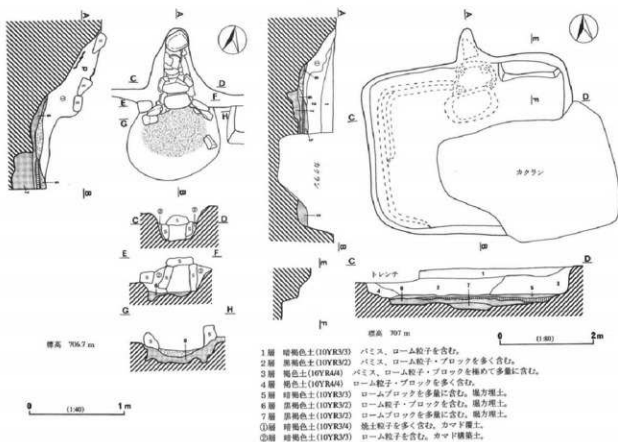 A
A
A
E
C
D
E
F
G
H
C
D
E
カクラン
カクラン
B
B
B
B
C
D
E
F
G
H
E
E
C
D
トレンチ
標高 706.7 m
標高 707 m
0 (1:40) 1 m
0 (1:80) 2 m
1層 暗褐色土(10YR3/3) パミス、ローム粒子を含む。
2層 黒褐色土(10YR3/2) パミス・ブロックを多く含む。
3層 褐色土(10YR4/4) パミス、ローム粒子・ブロックを極めて多量に含む。
4層 褐色土(10YR4/4) ローム粒子・ブロックを多く含む。
5層 暗褐色土(10YR3/3) ロームブロックを多量に含む。堀方埋土。
6層 黒褐色土(10YR3/2) ローム粒子・ブロックを含む。堀方埋土。
7層 黒褐色土(10YR3/2) ロームブロックを多量に含む。堀方埋土。
①層 暗褐色土(10YR3/4) 焼土粒子を多く含む。カマド覆土。
②層 暗褐色土(10YR3/3) ローム粒子を含む。カマド構築土。